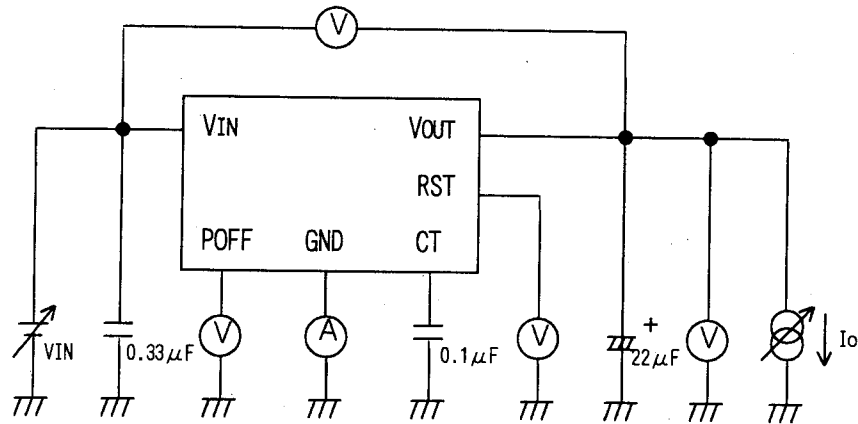 V
VIN VOUT
RST
POFF GND CT
V A V V
VIN 0.33μF 0.1μF + 22μF Io